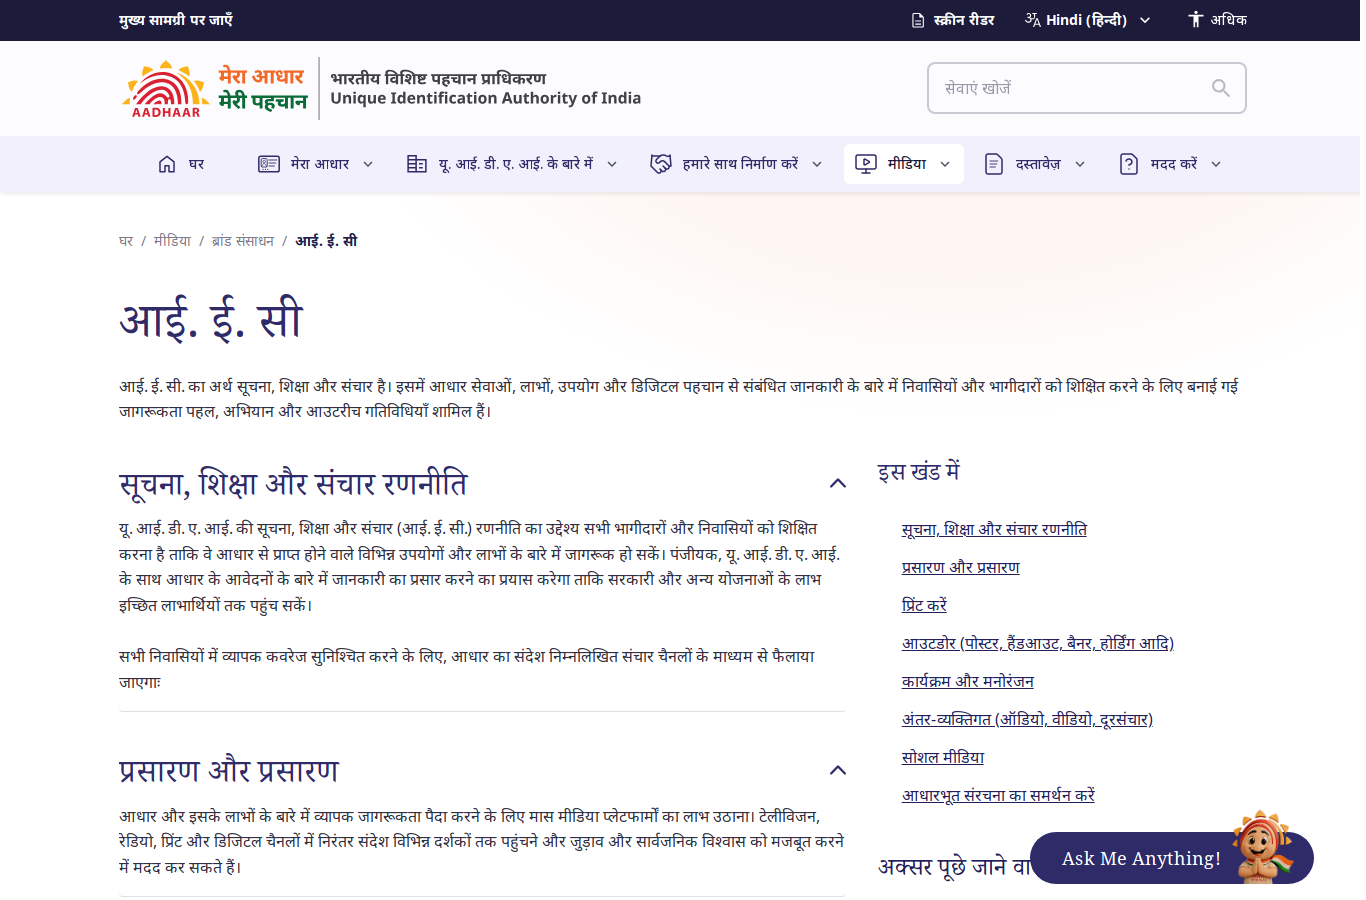 मुख्य सामग्री पर जाएँ
स्क्रीन रीडर
Hindi (हिन्दी)
अधिक
AADHAAR
मेरा आधार
मेरी पहचान
भारतीय विशिष्ट पहचान प्राधिकरण
Unique Identification Authority of India
सेवाएं खोजें
घर
मेरा आधार
यू. आई. डी. ए. आई. के बारे में
हमारे साथ निर्माण करें
मीडिया
दस्तावेज़
मदद करें
घर / मीडिया / ब्रांड संसाधन / आई. ई. सी
आई. ई. सी
आई. ई. सी. का अर्थ सूचना, शिक्षा और संचार है। इसमें आधार सेवाओं, लाभों, उपयोग और डिजिटल पहचान से संबंधित जानकारी के बारे में निवासियों और भागीदारों को शिक्षित करने के लिए बनाई गई
जागरूकता पहल, अभियान और आउटरीच गतिविधियाँ शामिल हैं।
सूचना, शिक्षा और संचार रणनीति
यू. आई. डी. ए. आई. की सूचना, शिक्षा और संचार (आई. ई. सी.) रणनीति का उद्देश्य सभी भागीदारों और निवासियों को शिक्षित
करना है ताकि वे आधार से प्राप्त होने वाले विभिन्न उपयोगों और लाभों के बारे में जागरूक हो सकें। पंजीयक, यू. आई. डी. ए. आई.
के साथ आधार के आवेदनों के बारे में जानकारी का प्रसार करने का प्रयास करेगा ताकि सरकारी और अन्य योजनाओं के लाभ
इच्छित लाभार्थियों तक पहुंच सकें।
सभी निवासियों में व्यापक कवरेज सुनिश्चित करने के लिए, आधार का संदेश निम्नलिखित संचार चैनलों के माध्यम से फैलाया
जाएगाः
प्रसारण और प्रसारण
आधार और इसके लाभों के बारे में व्यापक जागरूकता पैदा करने के लिए मास मीडिया प्लेटफार्मों का लाभ उठाना। टेलीविजन,
रेडियो, प्रिंट और डिजिटल चैनलों में निरंतर संदेश विभिन्न दर्शकों तक पहुंचने और जुड़ाव और सार्वजनिक विश्वास को मजबूत करने
में मदद कर सकते हैं।
इस खंड में
सूचना, शिक्षा और संचार रणनीति
प्रसारण और प्रसारण
प्रिंट करें
आउटडोर (पोस्टर, हैंडआउट, बैनर, होर्डिंग आदि)
कार्यक्रम और मनोरंजन
अंतर-व्यक्तिगत (ऑडियो, वीडियो, दूरसंचार)
सोशल मीडिया
आधारभूत संरचना का समर्थन करें
अक्सर पूछे जाने वा
Ask Me Anything!